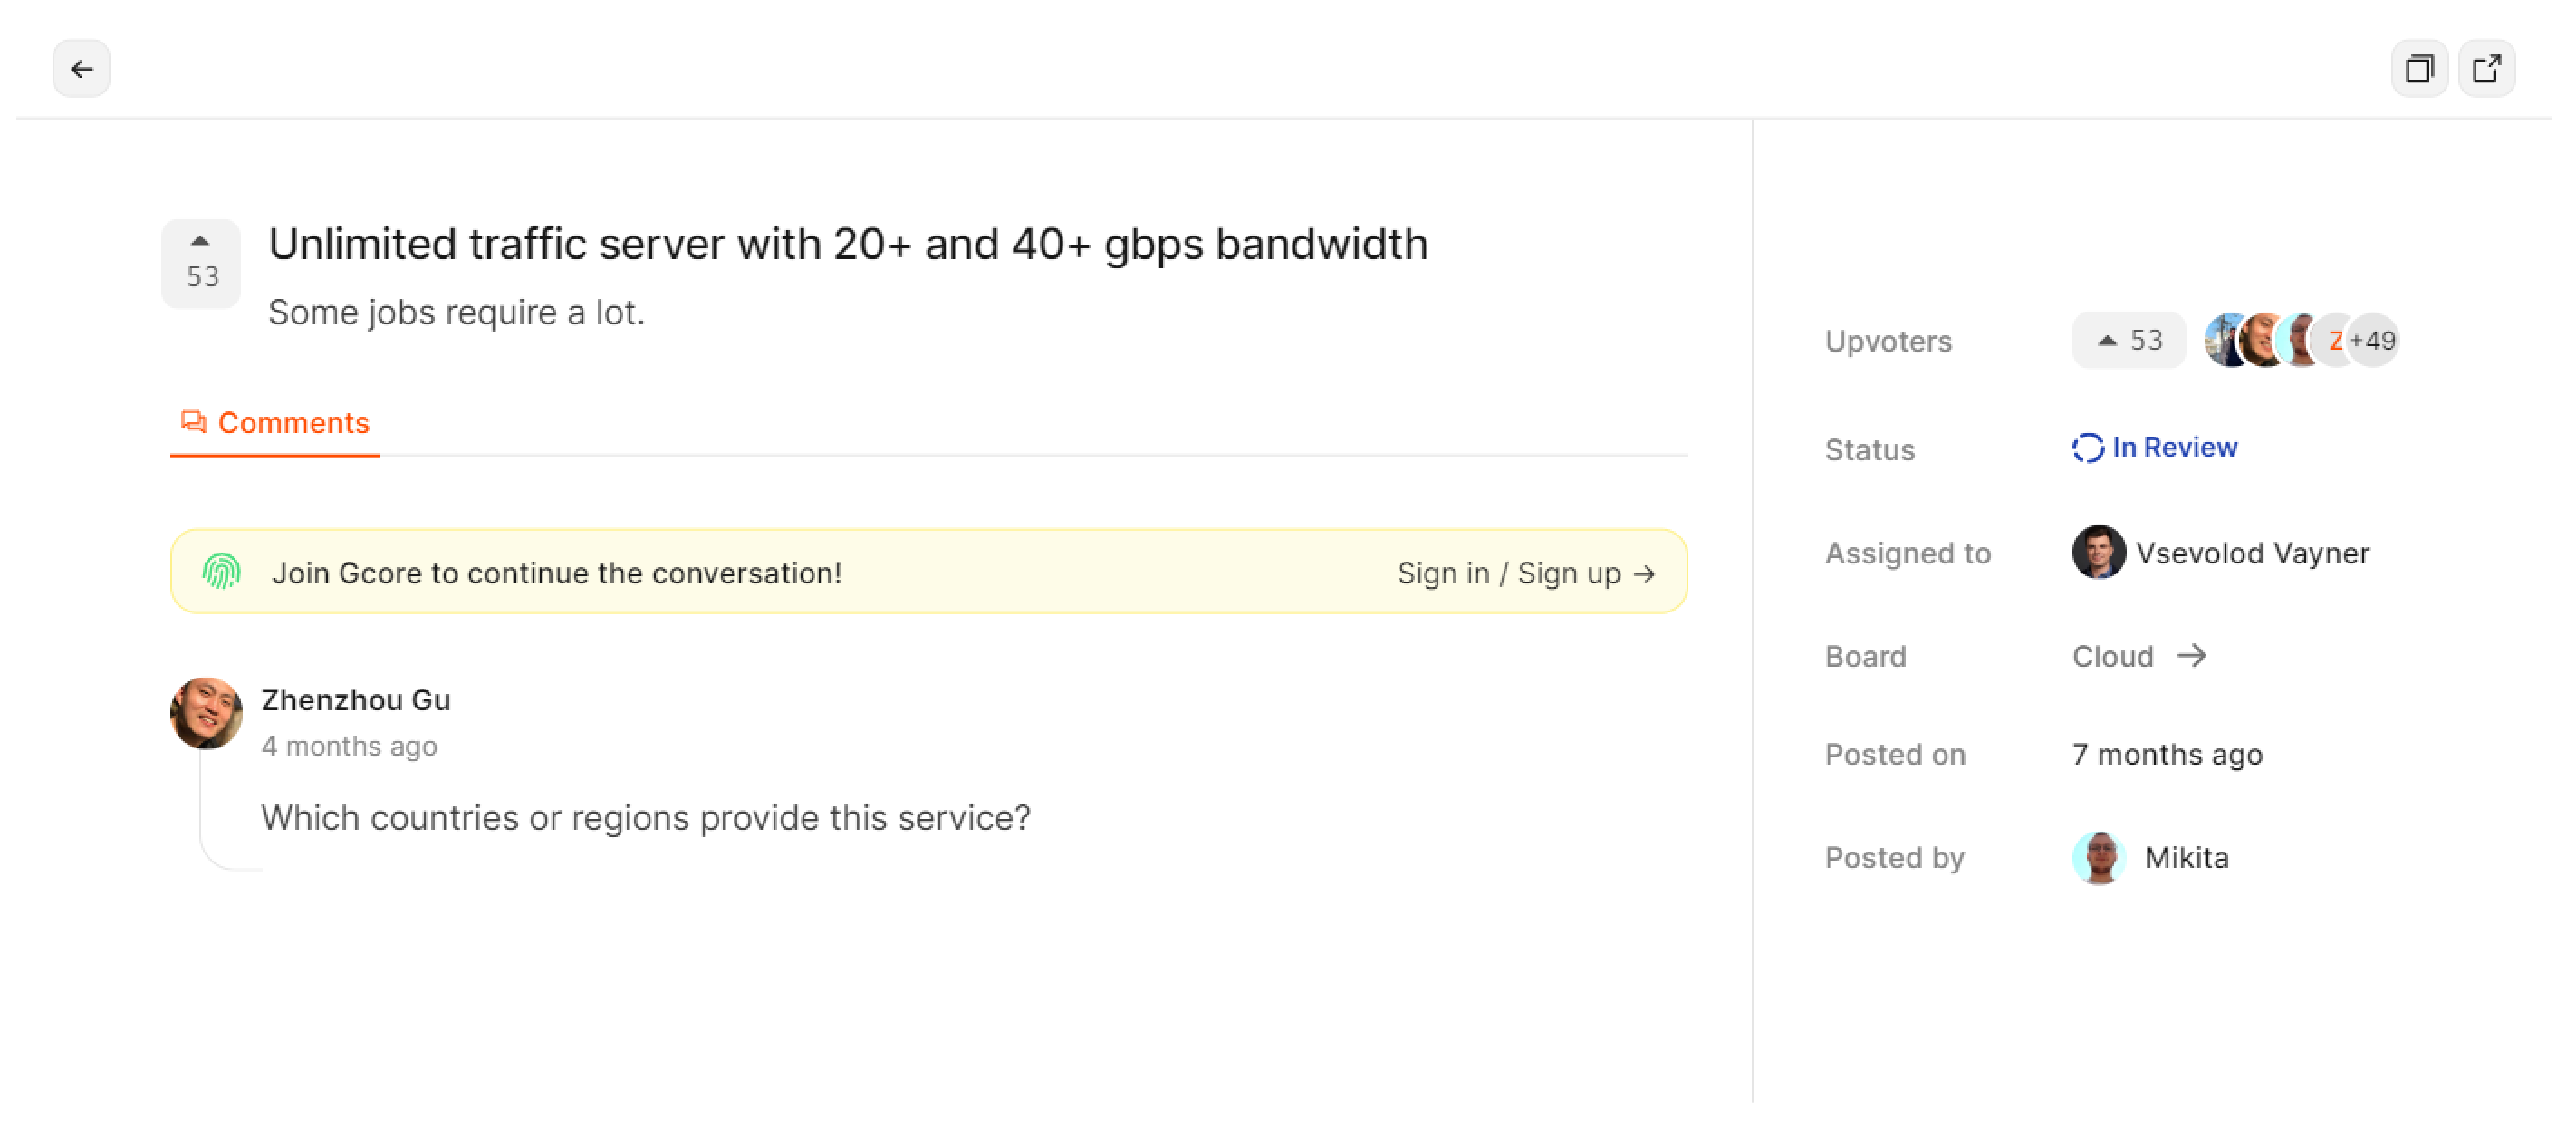 53
Unlimited traffic server with 20+ and 40+ gbps bandwidth
Some jobs require a lot.
Comments
Join Gcore to continue the conversation!
Sign in / Sign up →
Zhenzhou Gu
4 months ago
Which countries or regions provide this service?
Upvoters
53
Z
+49
Status
In Review
Assigned to
Vsevolod Vayner
Board
Cloud →
Posted on
7 months ago
Posted by
Mikita